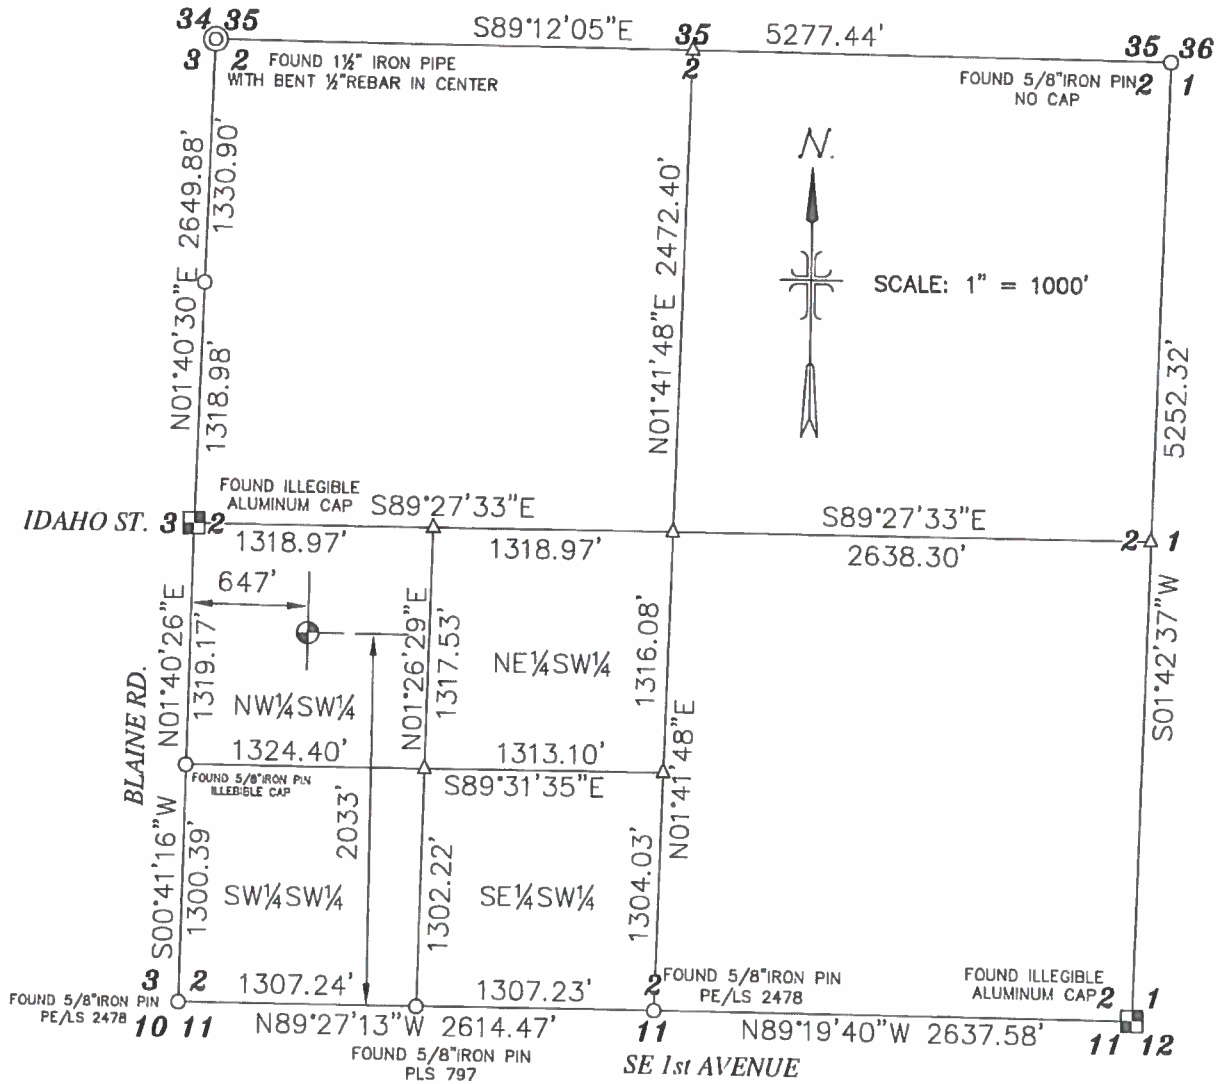 34 35
S89°12'05"E
35
5277.44'
35 36
3 2
FOUND 1½" IRON PIPE
WITH BENT ½"REBAR IN CENTER
2
FOUND 5/8"IRON PIN
NO CAP
2 1
N01°40'30"E 2649.88'
1330.90'
1318.98'
N01°41'48"E 2472.40'
N.
SCALE: 1" = 1000'
5252.32'
FOUND ILLEGIBLE
ALUMINUM CAP
S89°27'33"E
S89°27'33"E
IDAHO ST. 3 2
1318.97'
1318.97'
2638.30'
2 1
647'
N01°40'26"E
1319.17'
N01°26'29"E
1317.53'
NE¼SW¼
1316.08'
S01°42'37"W
NW¼SW¼
1324.40'
1313.10'
N01°41'48"E
BLAINE RD.
FOUND 5/8"IRON PIN
ILLEBIBLE CAP
S89°31'35"E
S00°41'16"W
1300.39'
2033'
1302.22'
1304.03'
SW¼SW¼
SE¼SW¼
3 2
1307.24'
1307.23'
2
FOUND 5/8"IRON PIN
PE/LS 2478
FOUND ILLEGIBLE
ALUMINUM CAP
2 1
FOUND 5/8"IRON PIN
PE/LS 2478
10 11
N89°27'13"W 2614.47'
11
N89°19'40"W 2637.58'
11 12
FOUND 5/8"IRON PIN
PLS 797
SE 1st AVENUE